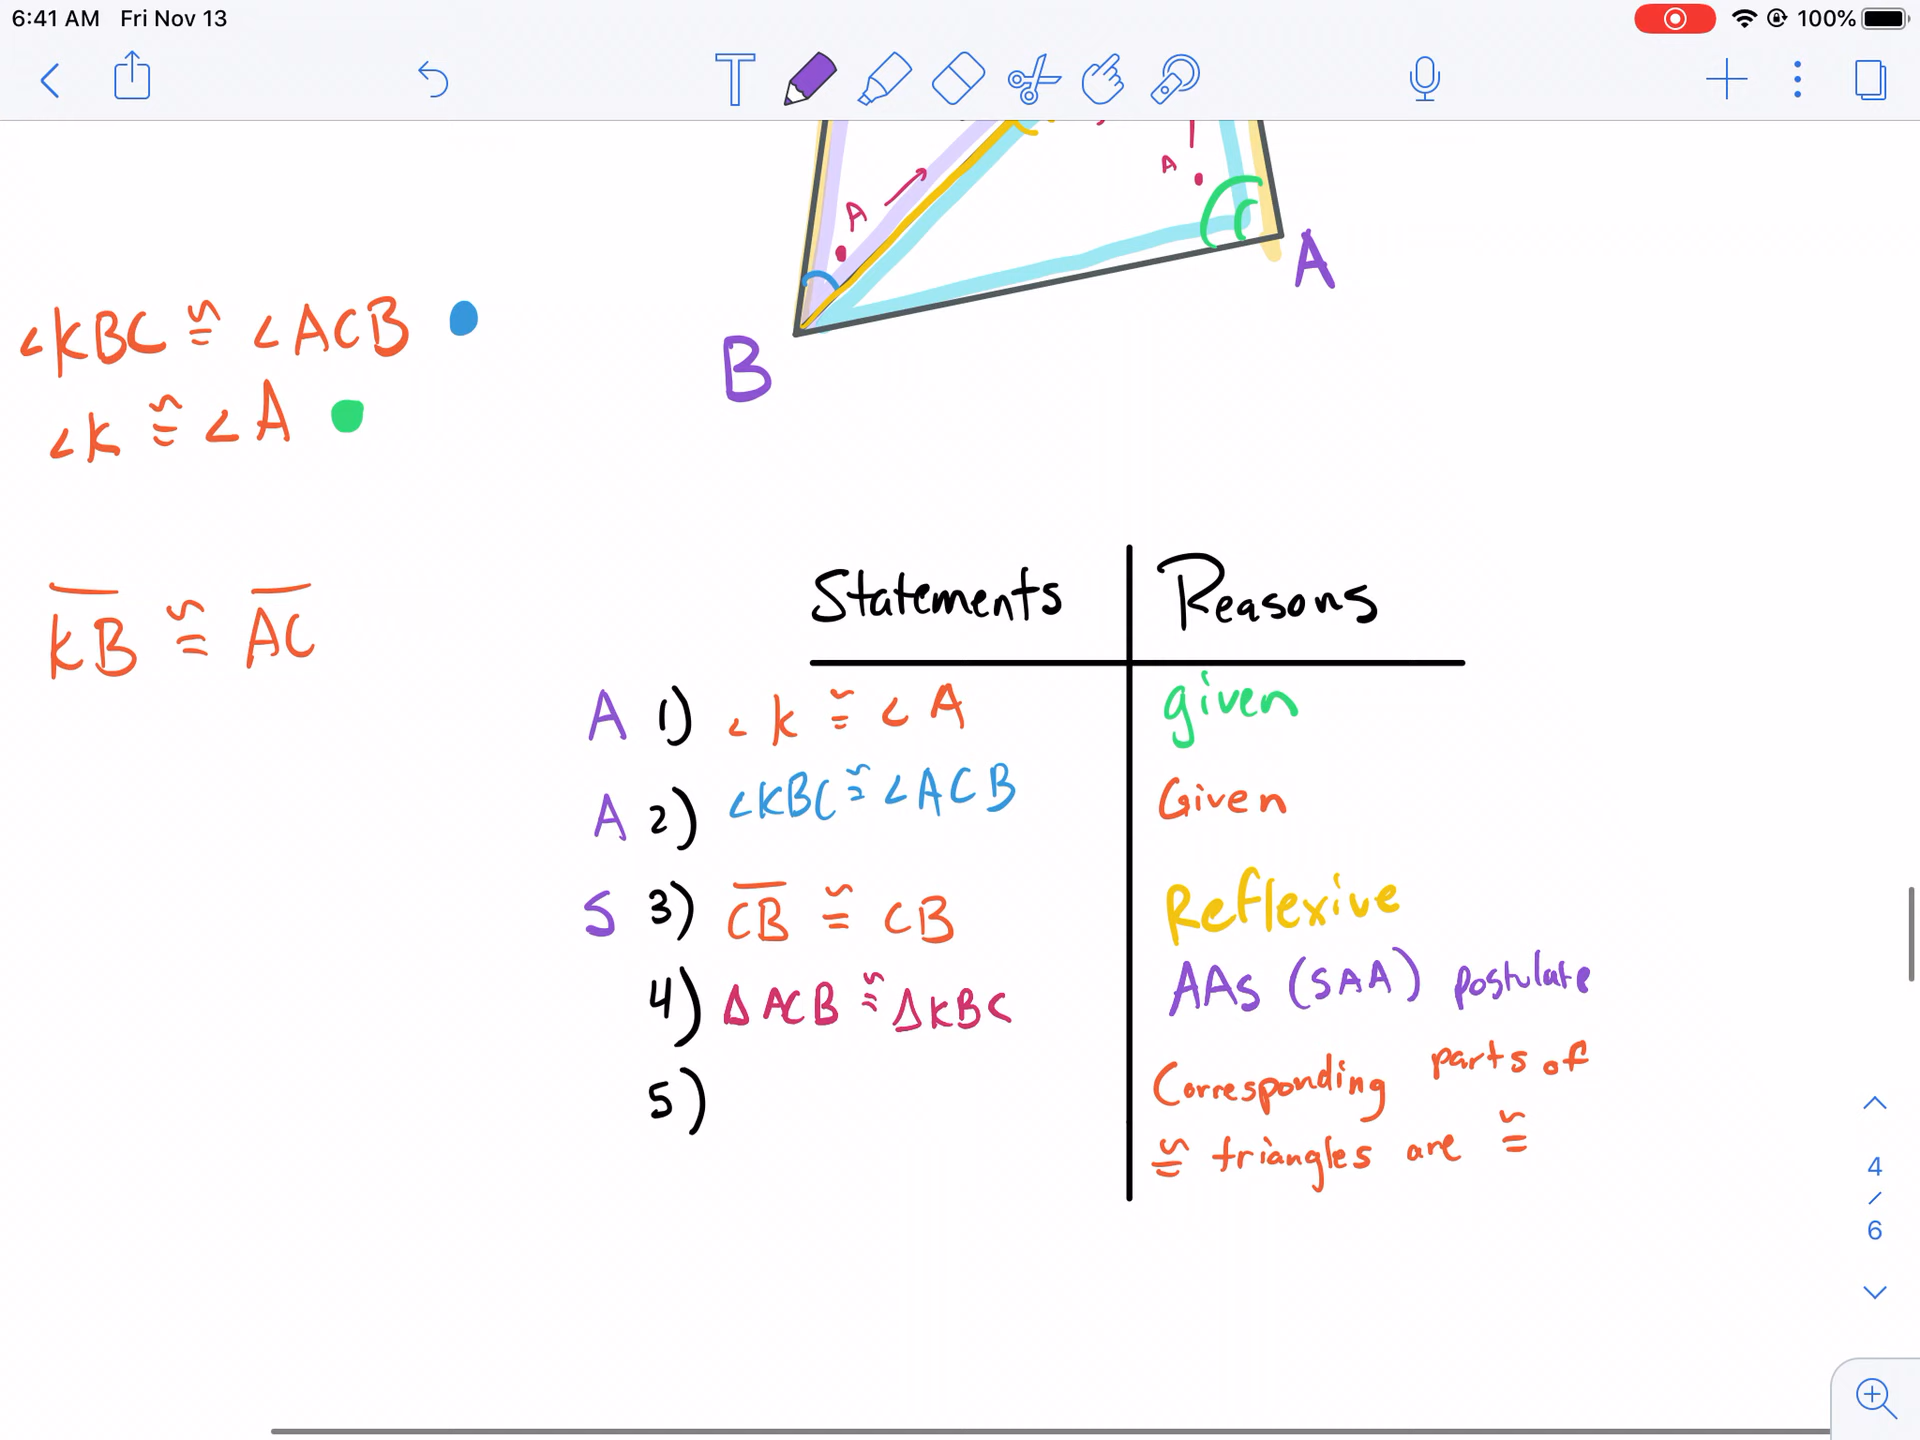 6:41 AM Fri Nov 13
100%
A
A
A
B
∠KBC ≅ ∠ACB
∠K ≅ ∠A
KB ≅ AC
Statements Reasons
A 1) ∠K ≅ ∠A given
A 2) ∠KBC ≅ ∠ACB Given
S 3) CB ≅ CB Reflexive
4) Δ ACB ≅ ΔKBC AAS (SAA) postulate
5) Corresponding parts of
≅ triangles are ≅
4
/
6